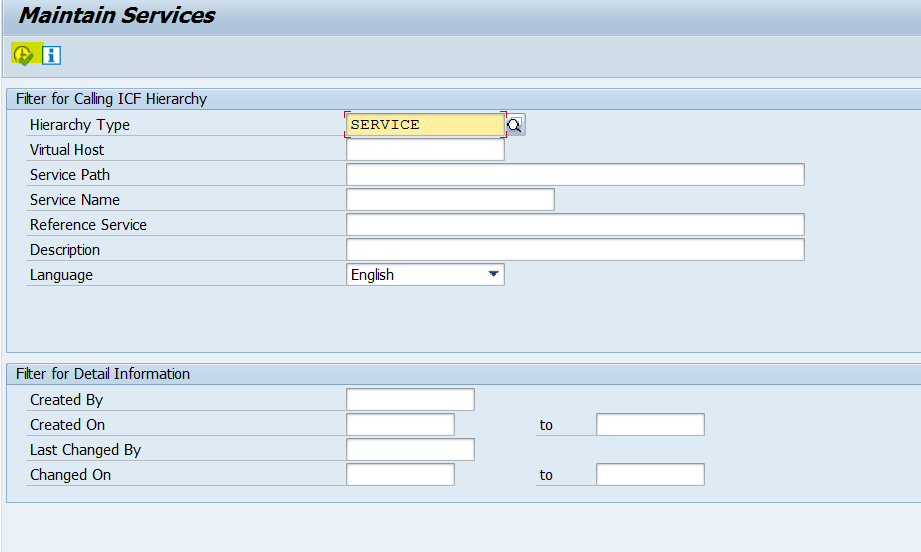 Maintain Services
Filter for Calling ICF Hierarchy
Hierarchy Type SERVICE
Virtual Host
Service Path
Service Name
Reference Service
Description
Language English
Filter for Detail Information
Created By
Created On to
Last Changed By
Changed On to